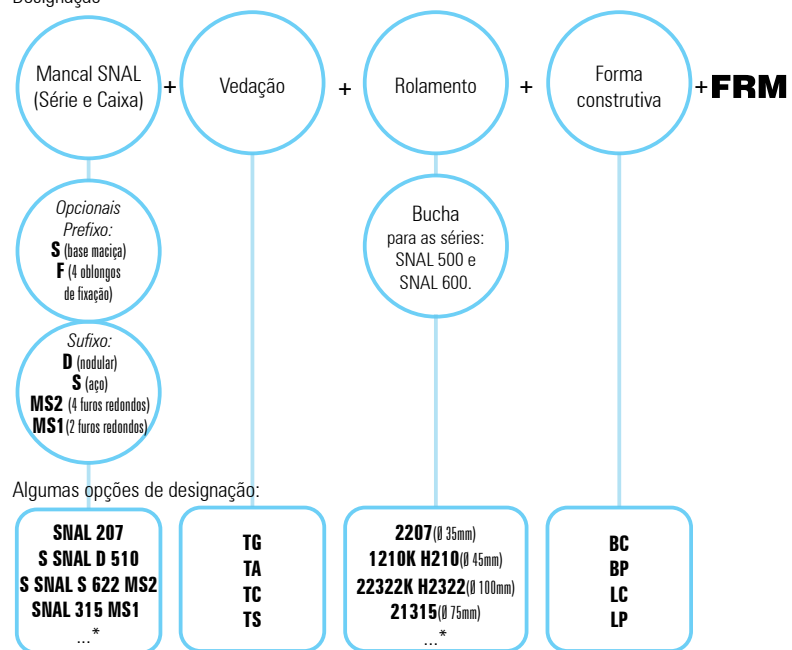 Designação
Mancal SNAL
(Série e Caixa)
+
Vedação
+
Rolamento
+
Forma
construtiva
+FRM
Opcionais
Prefixo:
S (base maciça)
F (4 oblongos
de fixação)
Sufixo:
D (nodular)
S (aço)
MS2 (4 furos redondos)
MS1(2 furos redondos)
Bucha
para as séries:
SNAL 500 e
SNAL 600.
Algumas opções de designação:
SNAL 207
S SNAL D 510
S SNAL S 622 MS2
SNAL 315 MS1
...*
TG
TA
TC
TS
2207(Ø 35mm)
1210K H210(Ø 45mm)
22322K H2322(Ø 100mm)
21315(Ø 75mm)
...*
BC
BP
LC
LP